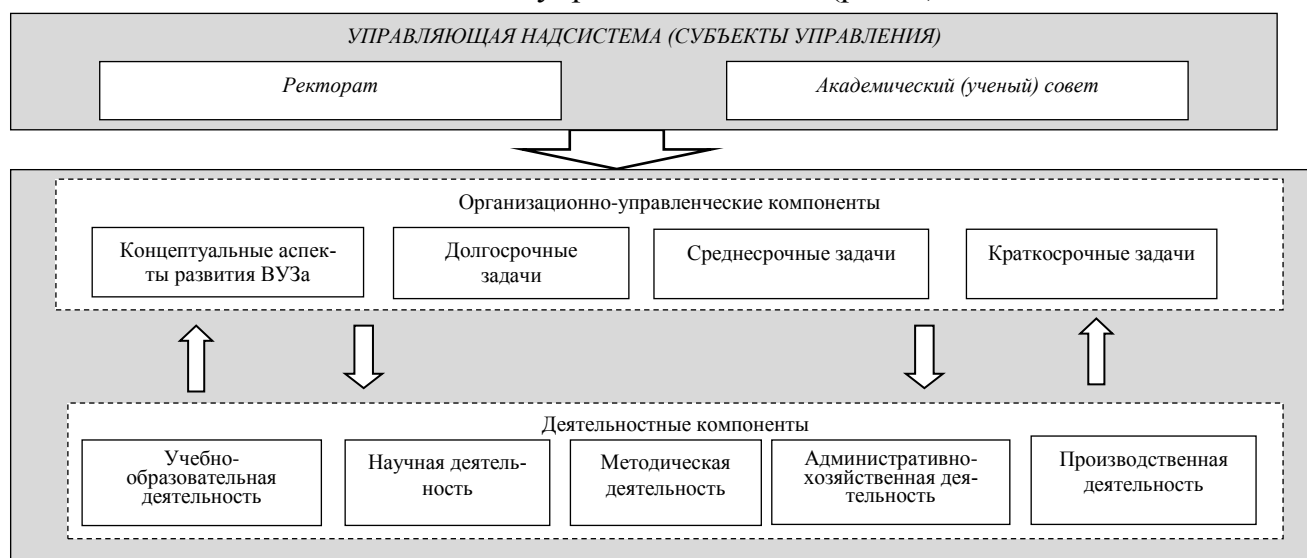 УПРАВЛЯЮЩАЯ НАДСИСТЕМА (СУБЪЕКТЫ УПРАВЛЕНИЯ)
Ректорат
Академический (ученый) совет
Организационно-управленческие компоненты
Концептуальные аспек-
ты развития ВУЗа
Долгосрочные
задачи
Среднесрочные задачи
Краткосрочные задачи
Деятельностные компоненты
Учебно-
образовательная
деятельность
Научная деятель-
ность
Методическая
деятельность
Административно-
хозяйственная дея-
тельность
Производственная
деятельность